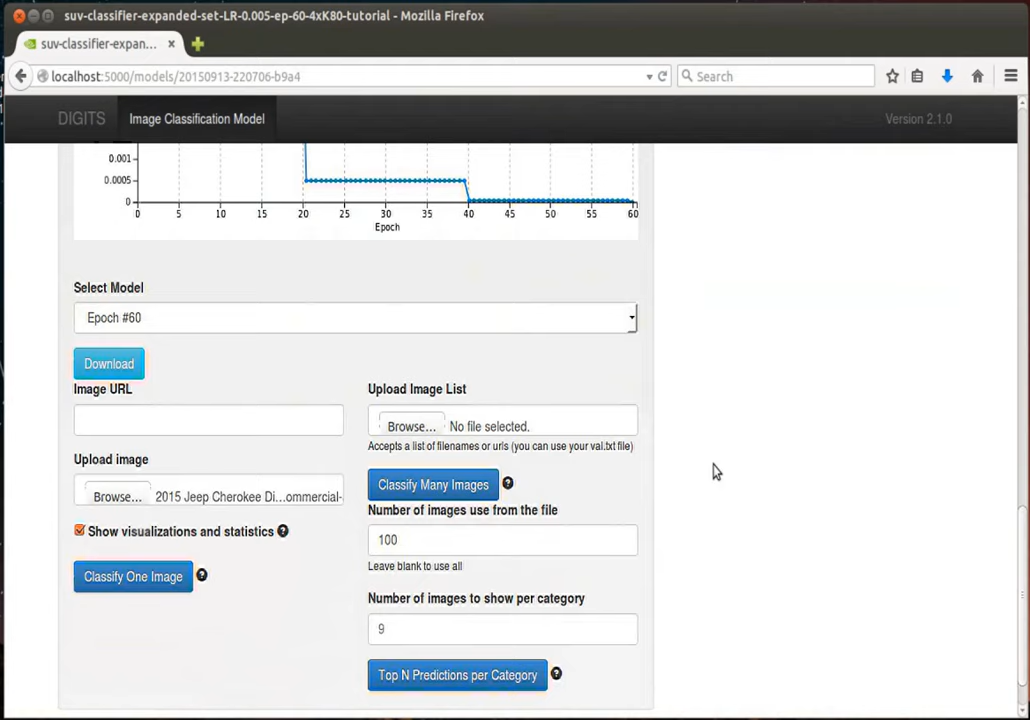 suv-classifier-expanded-set-LR-0.005-ep-60-4xK80-tutorial - Mozilla Firefox
suv-classifier-expan...
localhost:5000/models/20150913-220706-b9a4
Search
DIGITS
Image Classification Model
Version 2.1.0
0.001
0.0005
0
0 5 10 15 20 25 30 35 40 45 50 55 60
Epoch
Select Model
Epoch #60
Download
Image URL
Upload image
Browse... 2015 Jeep Cherokee Di...ommercial-
Show visualizations and statistics
Classify One Image
Upload Image List
Browse... No file selected.
Accepts a list of filenames or urls (you can use your val.txt file)
Classify Many Images
Number of images use from the file
100
Leave blank to use all
Number of images to show per category
9
Top N Predictions per Category